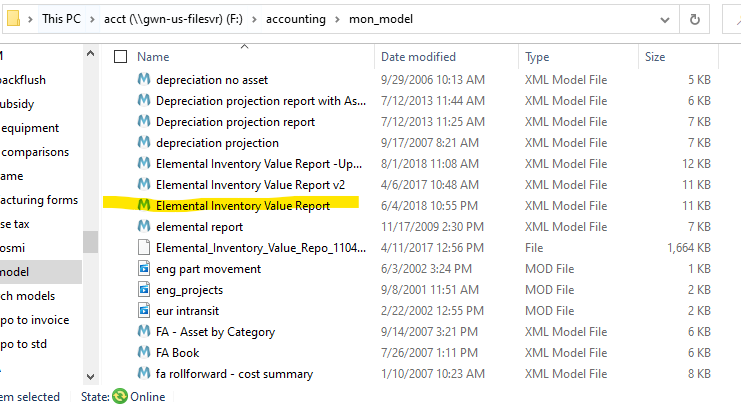 This PC > acct (\\gwn-us-filesvr) (F:) > accounting > mon_model
Name Date modified Type Size
backflush
ubsidy
equipment
comparisons
ame
acturing forms
se tax
osmi
model
rch models
po to invoice
po to std
depreciation no asset 9/29/2006 10:13 AM XML Model File 5 KB
Depreciation projection report with As... 7/12/2013 11:44 AM XML Model File 6 KB
Depreciation projection report 7/12/2013 11:25 AM XML Model File 7 KB
depreciation projection 9/17/2007 8:21 AM XML Model File 7 KB
Elemental Inventory Value Report -Up... 8/1/2018 11:08 AM XML Model File 12 KB
Elemental Inventory Value Report v2 4/6/2017 10:48 AM XML Model File 11 KB
Elemental Inventory Value Report 6/4/2018 10:55 PM XML Model File 11 KB
elemental report 11/17/2009 2:30 PM XML Model File 7 KB
Elemental_Inventory_Value_Repo_1104... 4/11/2017 12:56 PM File 1,664 KB
eng part movement 6/3/2002 3:24 PM MOD File 1 KB
eng_projects 9/8/2001 11:51 AM MOD File 2 KB
eur intransit 2/22/2002 12:55 PM MOD File 2 KB
FA - Asset by Category 9/14/2007 3:21 PM XML Model File 6 KB
FA Book 7/26/2007 1:11 PM XML Model File 8 KB
fa rollforward - cost summary 1/10/2007 10:23 AM XML Model File 8 KB
em selected State: Online